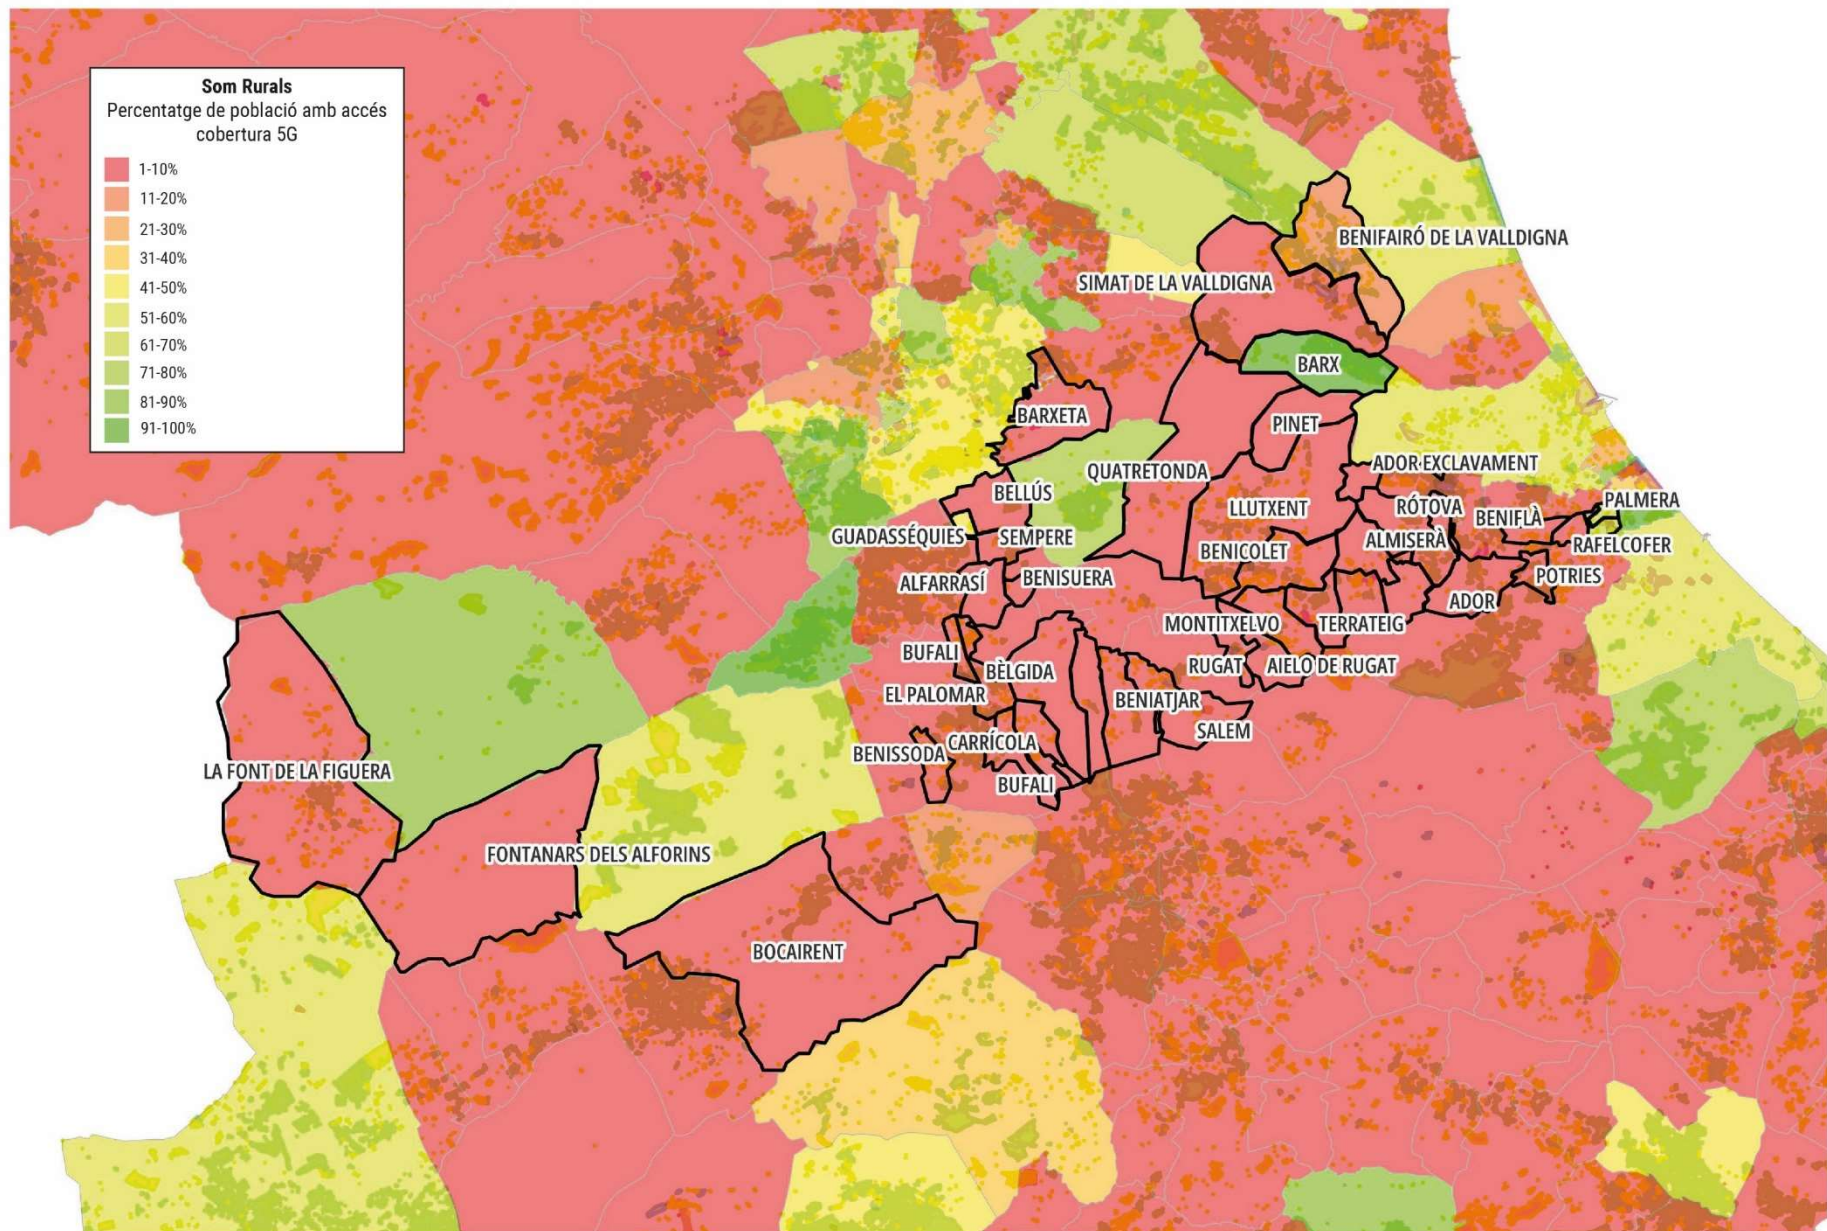 Som Rurals
Percentatge de població amb accés
cobertura 5G
1-10%
11-20%
21-30%
31-40%
41-50%
51-60%
61-70%
71-80%
81-90%
91-100%
BENIFAIRÓ DE LA VALLDIGNA
SIMAT DE LA VALLDIGNA
BARX
BARXETA
PINET
QUATRETONDA
ADOR EXCLAVAMENT
BELLÚS
LLUTXENT
RÓTOVA
BENIFLÀ
PALMERA
GUADASSÉQUIES
SEMPERE
BENICOLET
ALMISERÀ
RAFELCOFER
ALFARRASÍ
BENISUERA
POTRIES
ADOR
MONTITXELVO
TERRATEIG
BUFALI
BÈLGIDA
RUGAT
AIELO DE RUGAT
EL PALOMAR
BENIATJAR
SALEM
BENISSODA
CARRÍCOLA
BUFALI
LA FONT DE LA FIGUERA
FONTANARS DELS ALFORINS
BOCAIRENT